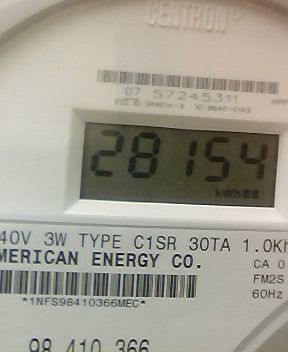 CENTRON®
07 57245311
28154
kWh
40V 3W TYPE C1SR 30TA 1.0Kh
MERICAN ENERGY CO.
CA 0
FM2S
60Hz
*1NFS98410366MEC*
98 410 366